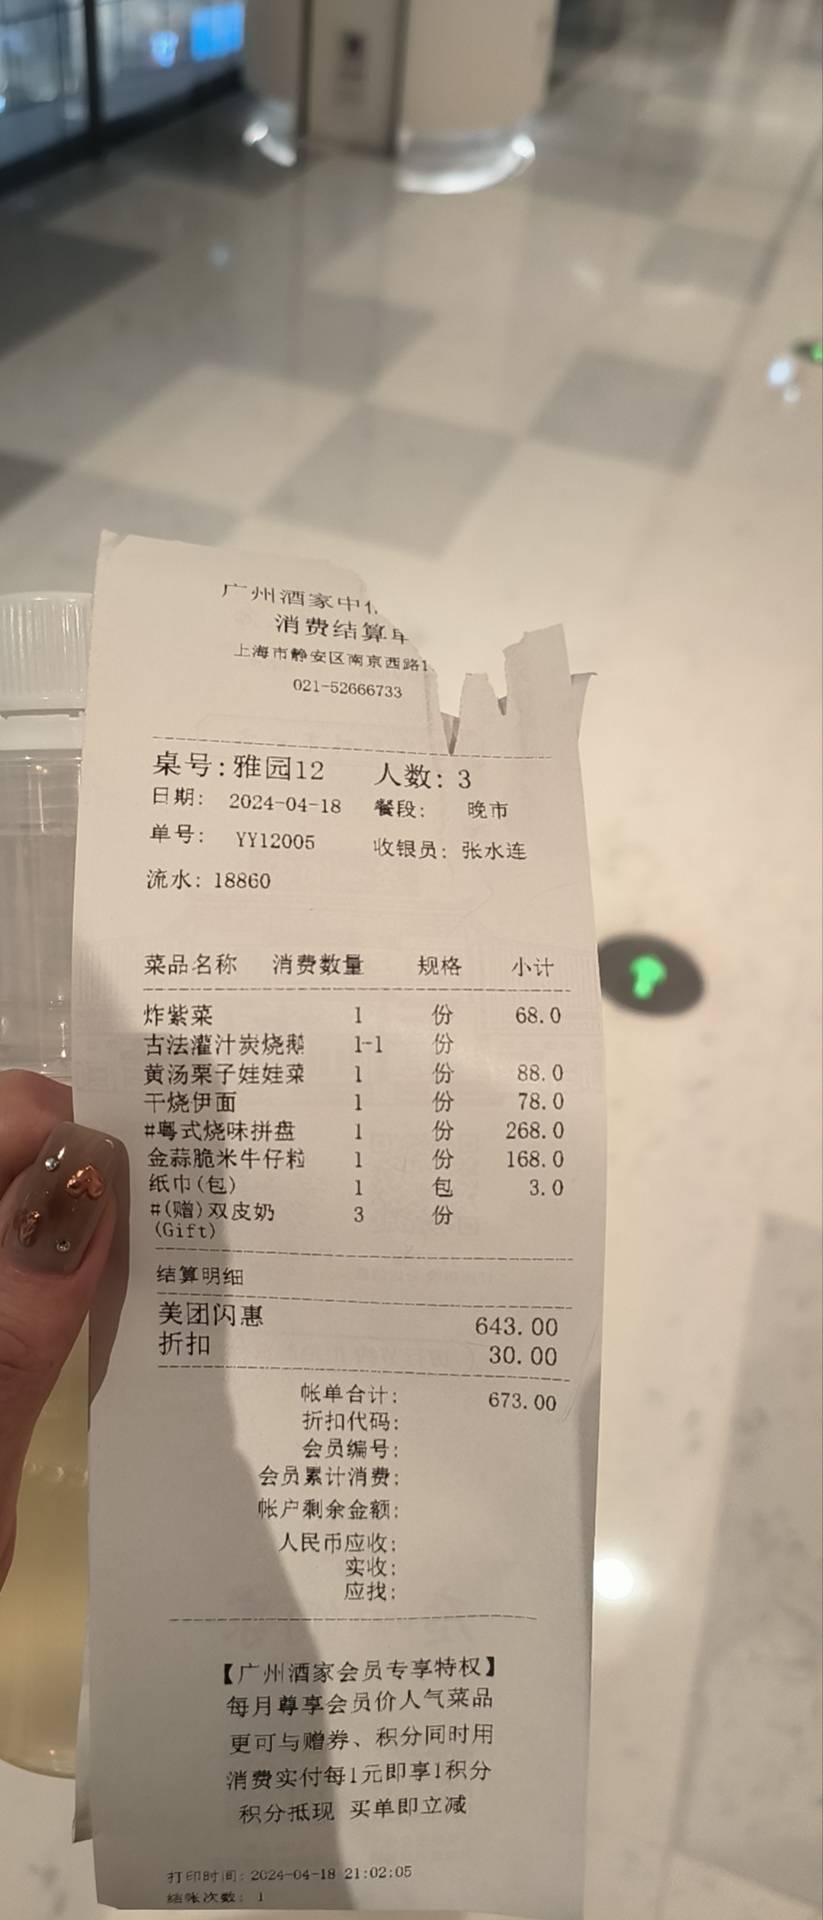 广州酒家中
消费结算单
上海市静安区南京西路1
021-52666733
桌号:雅园12 人数: 3
日期: 2024-04-18 餐段: 晚市
单号: YY12005 收银员: 张水连
流水: 18860
菜品名称 消费数量 规格 小计
炸紫菜 1 份 68.0
古法灌汁炭烧鹅 1-1 份
黄汤栗子娃娃菜 1 份 88.0
干烧伊面 1 份 78.0
#粤式烧味拼盘 1 份 268.0
金蒜脆米牛仔粒 1 份 168.0
纸巾(包) 1 包 3.0
#(赠)双皮奶 3 份
(Gift)
结算明细
美团闪惠 643.00
折扣 30.00
帐单合计: 673.00
折扣代码:
会员编号:
会员累计消费:
帐户剩余金额:
人民币应收:
实收:
应找:
【广州酒家会员专享特权】
每月尊享会员价人气菜品
更可与赠券、积分同时用
消费实付每1元即享1积分
积分抵现 买单即立减
打印时间: 2024-04-18 21:02:05
结账次数: 1